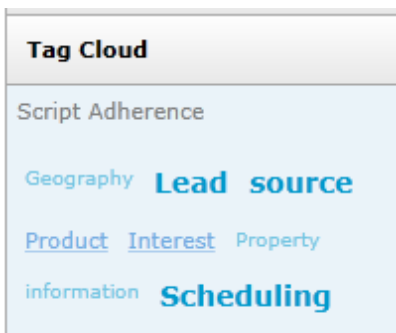 Tag Cloud
Script Adherence
Geography Lead source
Product Interest Property
information Scheduling